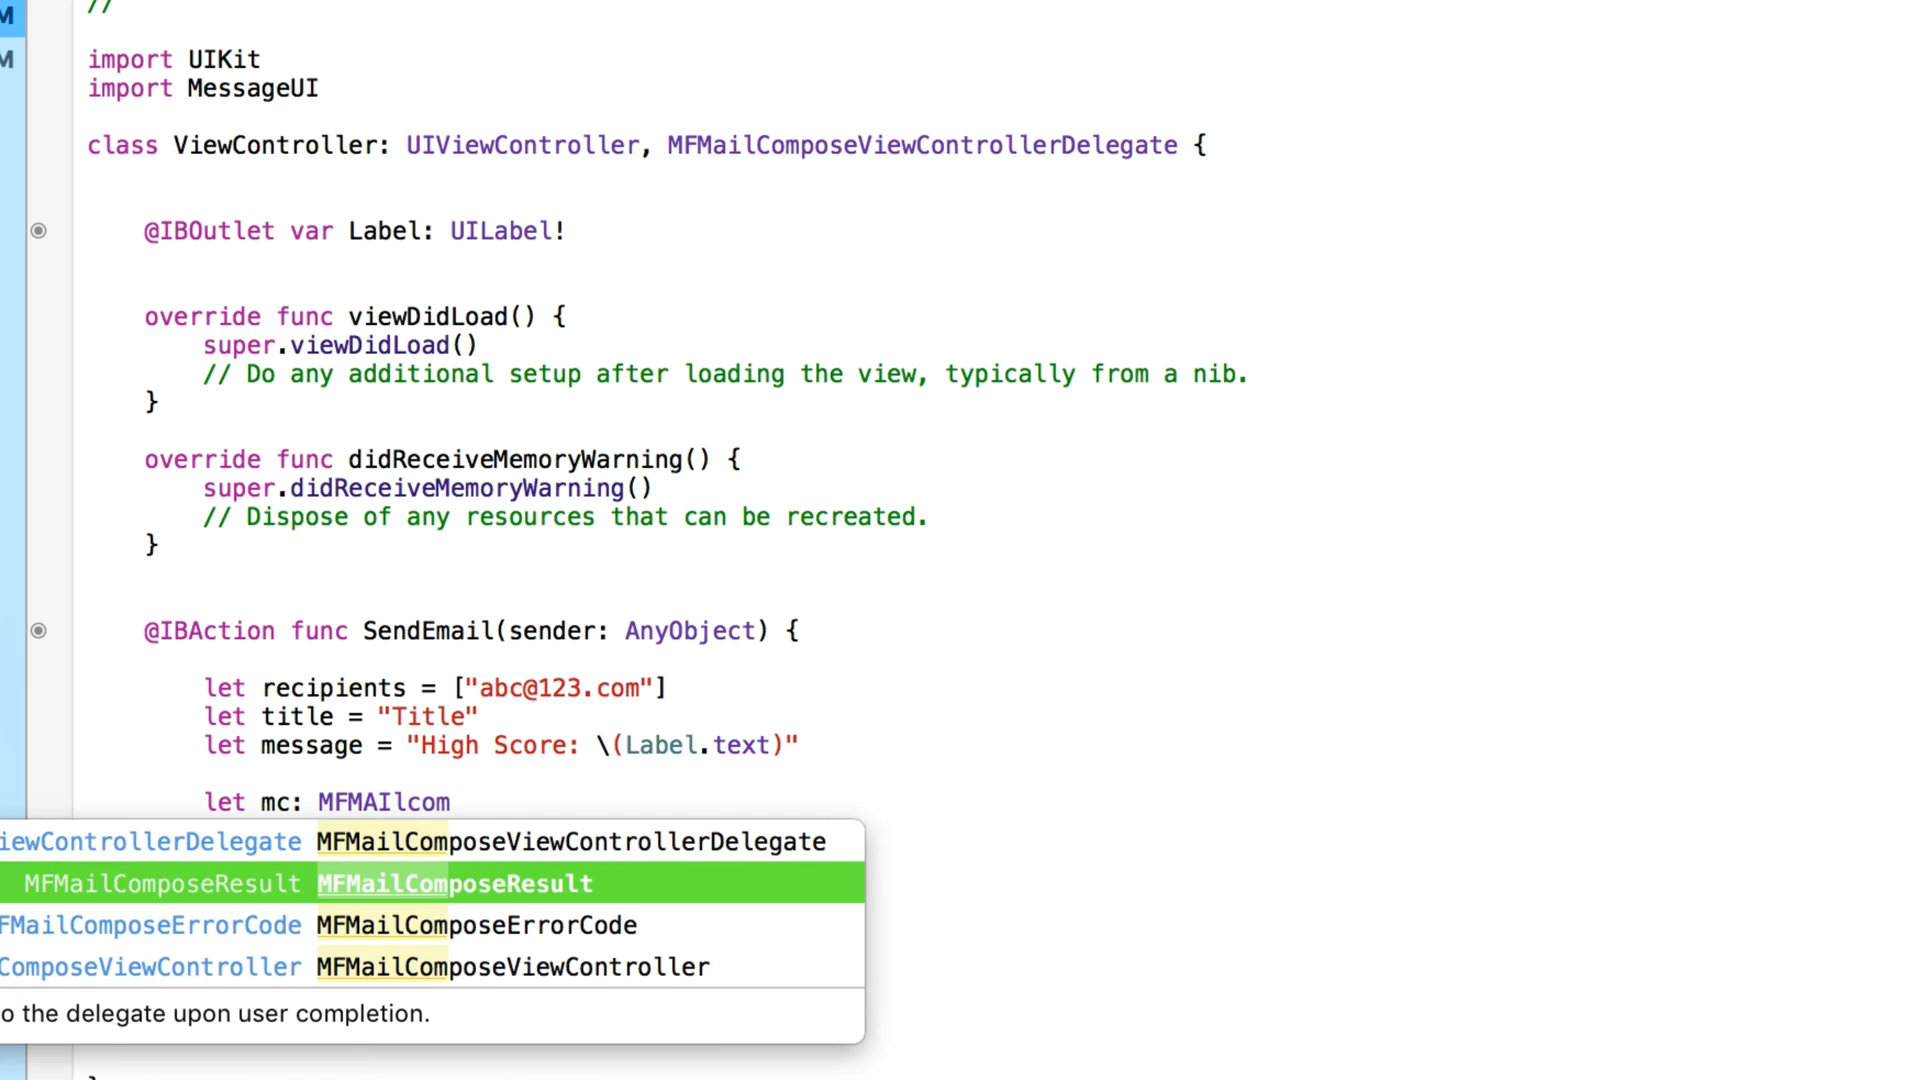 M
//
M
import UIKit
import MessageUI
class ViewController: UIViewController, MFMailComposeViewControllerDelegate {
@IBOutlet var Label: UILabel!
override func viewDidLoad() {
super.viewDidLoad()
// Do any additional setup after loading the view, typically from a nib.
}
override func didReceiveMemoryWarning() {
super.didReceiveMemoryWarning()
// Dispose of any resources that can be recreated.
}
@IBAction func SendEmail(sender: AnyObject) {
let recipients = ["abc@123.com"]
let title = "Title"
let message = "High Score: \(Label.text)"
let mc: MFMAIlcom
iewControllerDelegate MFMailComposeViewControllerDelegate
MFMailComposeResult MFMailComposeResult
FMailComposeErrorCode MFMailComposeErrorCode
ComposeViewController MFMailComposeViewController
o the delegate upon user completion.